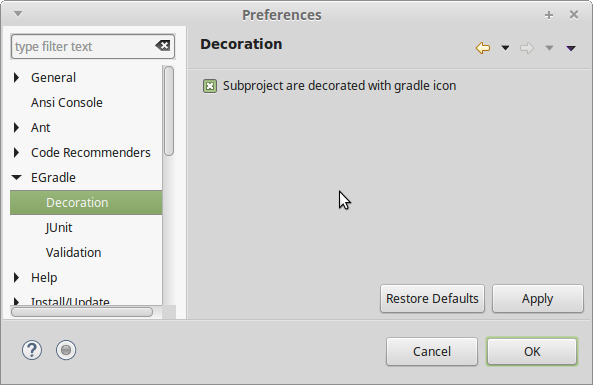 Preferences
type filter text
General
Ansi Console
Ant
Code Recommenders
EGradle
Decoration
JUnit
Validation
Help
Install/Update
Decoration
Subproject are decorated with gradle icon
Restore Defaults
Apply
?
Cancel
OK